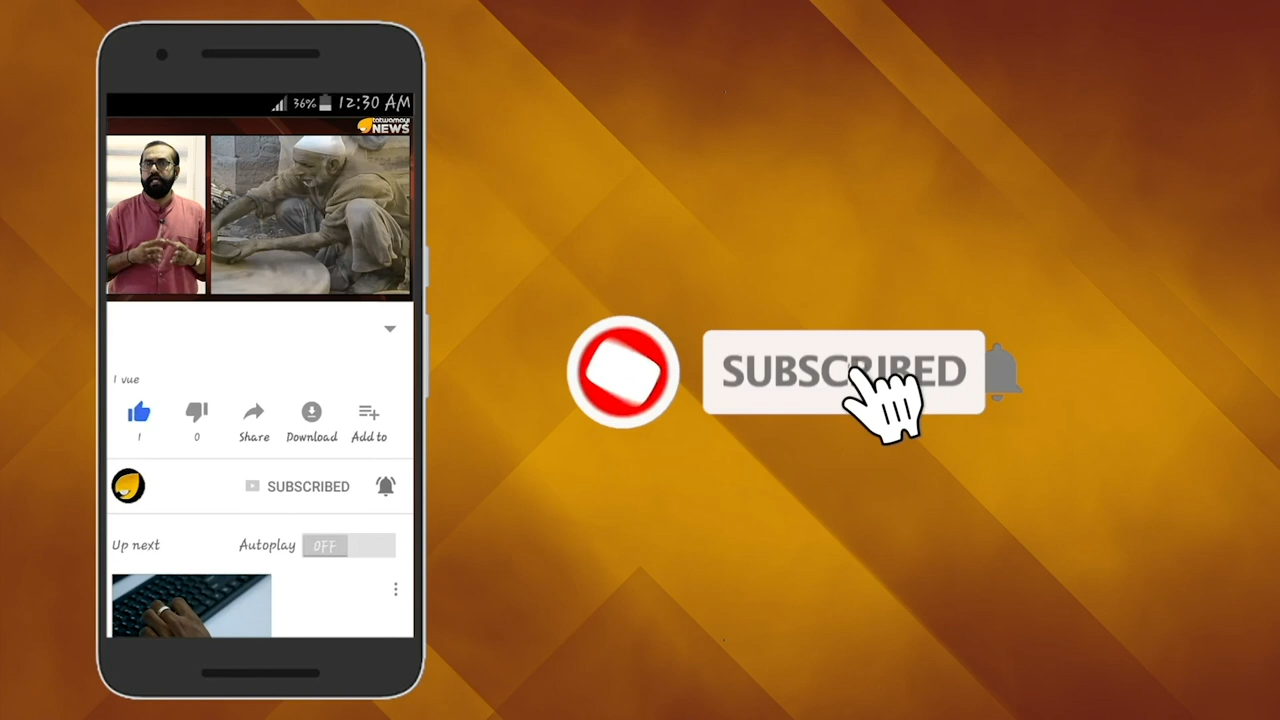 36% 12:30 AM
tatwamayi
NEWS
1 vue
1
0
Share
Download
Add to
SUBSCRIBED
Up next
Autoplay
OFF
SUBSCRIBED